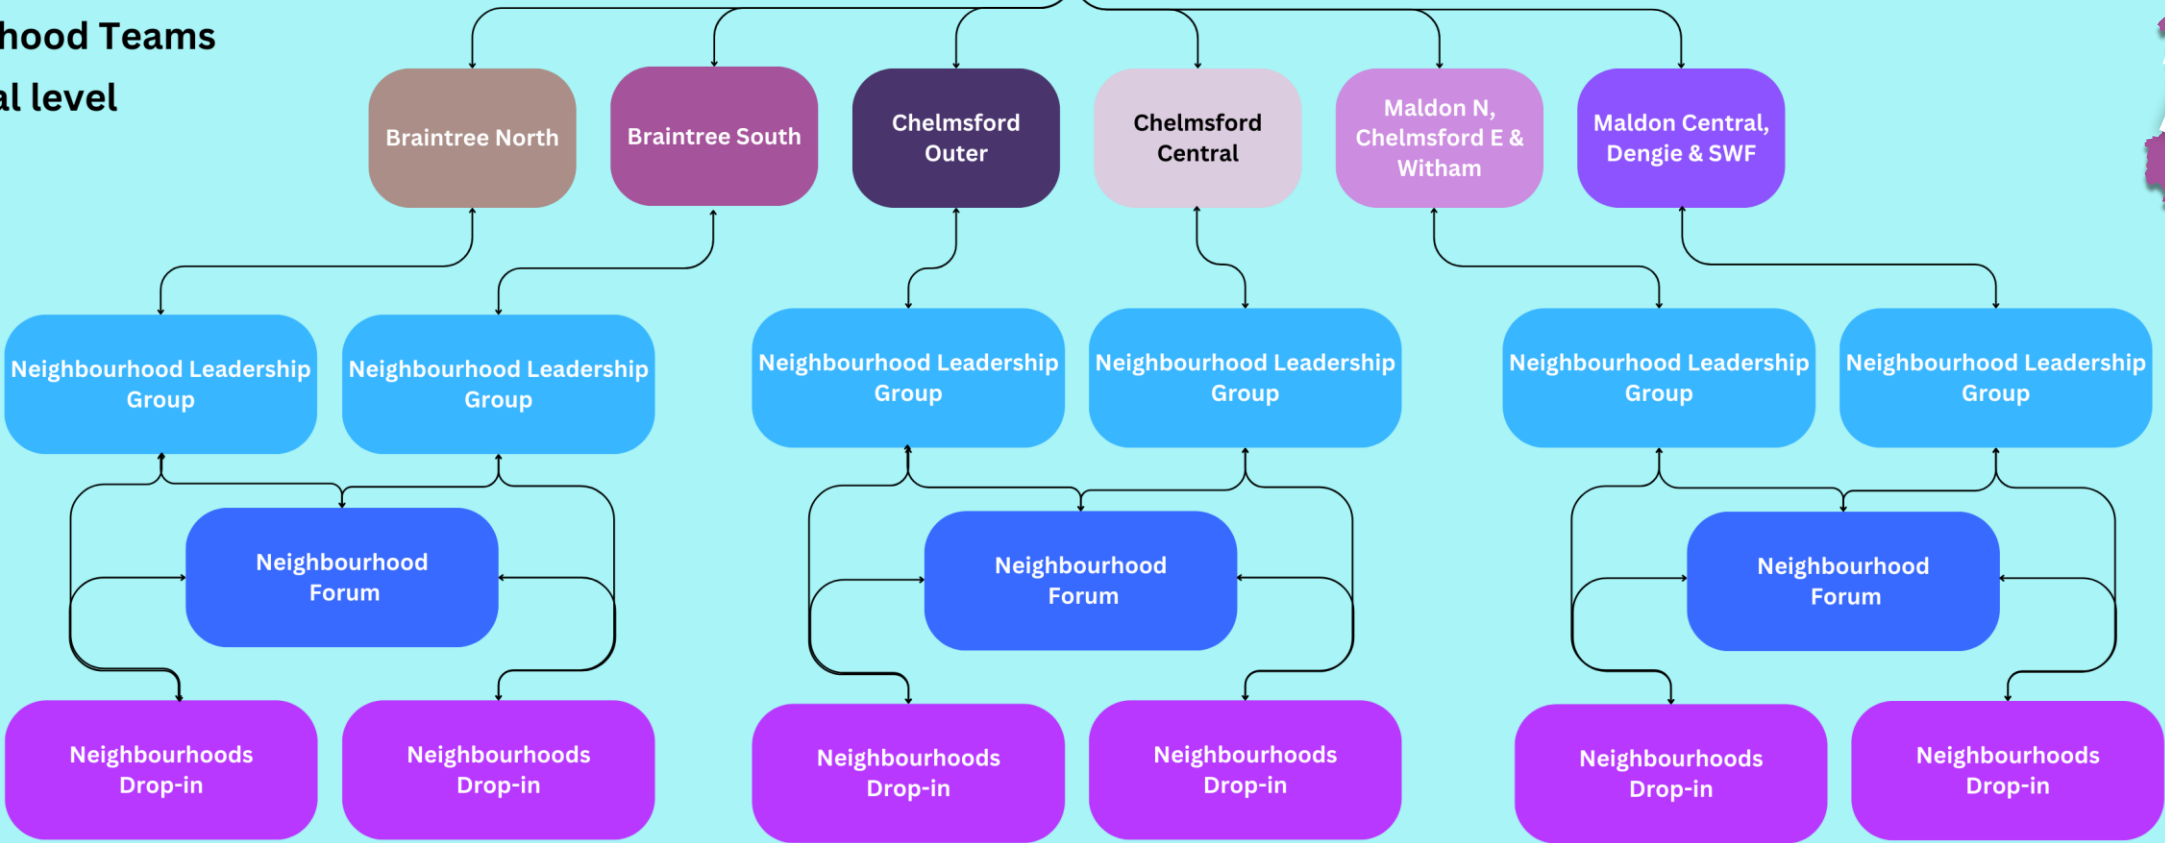 hood Teams
al level
Braintree North
Braintree South
Chelmsford
Outer
Chelmsford
Central
Maldon N,
Chelmsford E &
Witham
Maldon Central,
Dengie & SWF
Neighbourhood Leadership
Group
Neighbourhood Leadership
Group
Neighbourhood Leadership
Group
Neighbourhood Leadership
Group
Neighbourhood Leadership
Group
Neighbourhood Leadership
Group
Neighbourhood
Forum
Neighbourhood
Forum
Neighbourhood
Forum
Neighbourhoods
Drop-in
Neighbourhoods
Drop-in
Neighbourhoods
Drop-in
Neighbourhoods
Drop-in
Neighbourhoods
Drop-in
Neighbourhoods
Drop-in